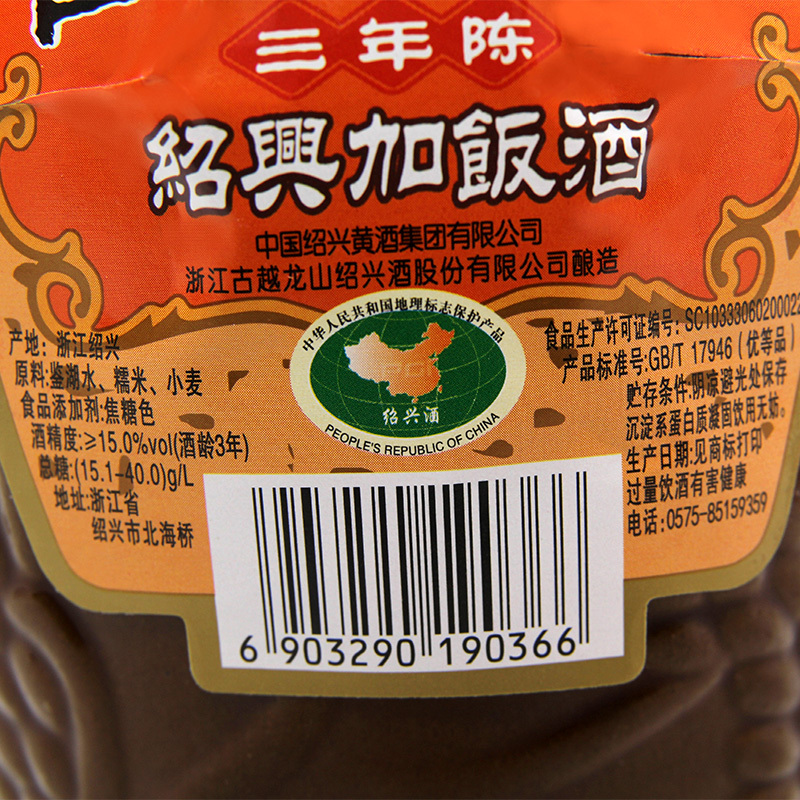 三年陈
紹興加飯酒
中国绍兴黄酒集团有限公司
浙江古越龙山绍兴酒股份有限公司酿造
中华人民共和国地理标志保护产品
PGI
绍兴酒
PEOPLE'S REPUBLIC OF CHINA
产地: 浙江绍兴
原料:鉴湖水、糯米、小麦
食品添加剂:焦糖色
酒精度:≥15.0%vol(酒龄3年)
总糖:(15.1-40.0)g/L
地址:浙江省
绍兴市北海桥
食品生产许可证编号: SC1033306020002
产品标准号:GB/T 17946 (优等品)
贮存条件:阴凉避光处保存
沉淀系蛋白质凝固饮用无妨。
生产日期:见商标打印
过量饮酒有害健康
电话:0575-85159359
6 903290 190366